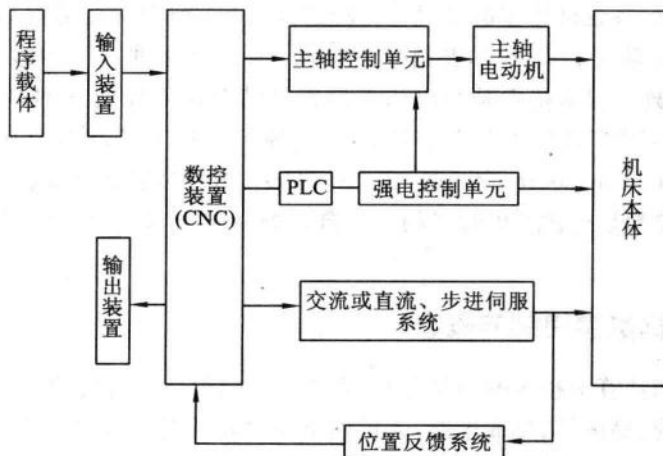 程序载体
输入装置
主轴控制单元
主轴
电动机
数控
装置
(CNC)
PLC
强电控制单元
机床本体
输出装置
交流或直流、步进伺服
系统
位置反馈系统